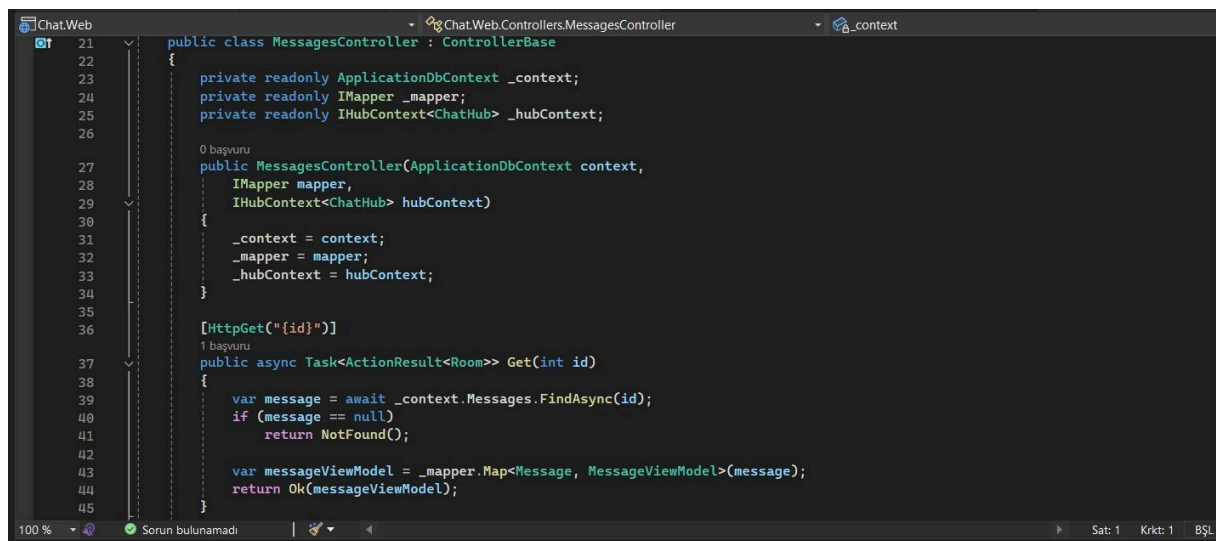 Chat.Web Chat.Web.Controllers.MessagesController _context
21 public class MessagesController : ControllerBase
22 {
23 private readonly ApplicationDbContext _context;
24 private readonly IMapper _mapper;
25 private readonly IHubContext<ChatHub> _hubContext;
26
0 başvuru
27 public MessagesController(ApplicationDbContext context,
28 IMapper mapper,
29 IHubContext<ChatHub> hubContext)
30 {
31 _context = context;
32 _mapper = mapper;
33 _hubContext = hubContext;
34 }
35
36 [HttpGet("{id}")]
1 başvuru
37 public async Task<ActionResult<Room>> Get(int id)
38 {
39 var message = await _context.Messages.FindAsync(id);
40 if (message == null)
41 return NotFound();
42
43 var messageViewModel = _mapper.Map<Message, MessageViewModel>(message);
44 return Ok(messageViewModel);
45 }
100 % Sorun bulunamadı Sat: 1 Krkt: 1 BŞL